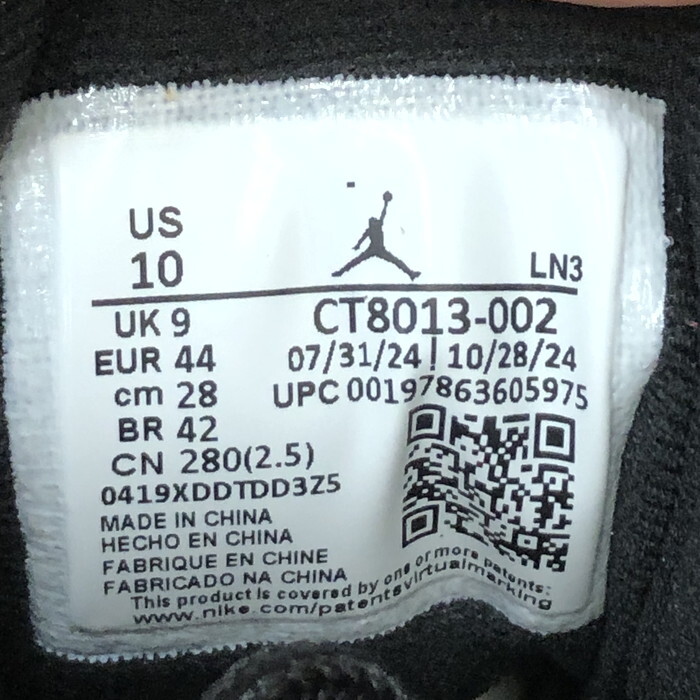 US
10
LN3
UK 9
CT8013-002
EUR 44
07/31/24 | 10/28/24
cm 28
UPC 00197863605975
BR 42
CN 280(2.5)
0419XDDTDD3Z5
MADE IN CHINA
HECHO EN CHINA
FABRIQUE EN CHINE
FABRICADO NA CHINA
This product is covered by one or more patents:
www.nike.com/patentsvirtualmarking